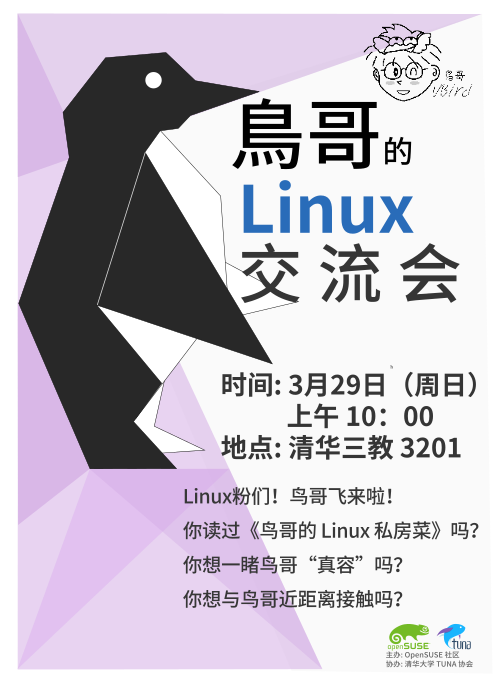 鸟哥
VBird
鳥哥的
Linux
交流会
时间: 3月29日（周日）
上午 10：00
地点: 清华三教 3201
Linux粉们！鸟哥飞来啦！
你读过《鸟哥的 Linux 私房菜》吗？
你想一睹鸟哥“真容”吗？
你想与鸟哥近距离接触吗？
openSUSE
tuna
主办: OpenSUSE 社区
协办: 清华大学 TUNA 协会